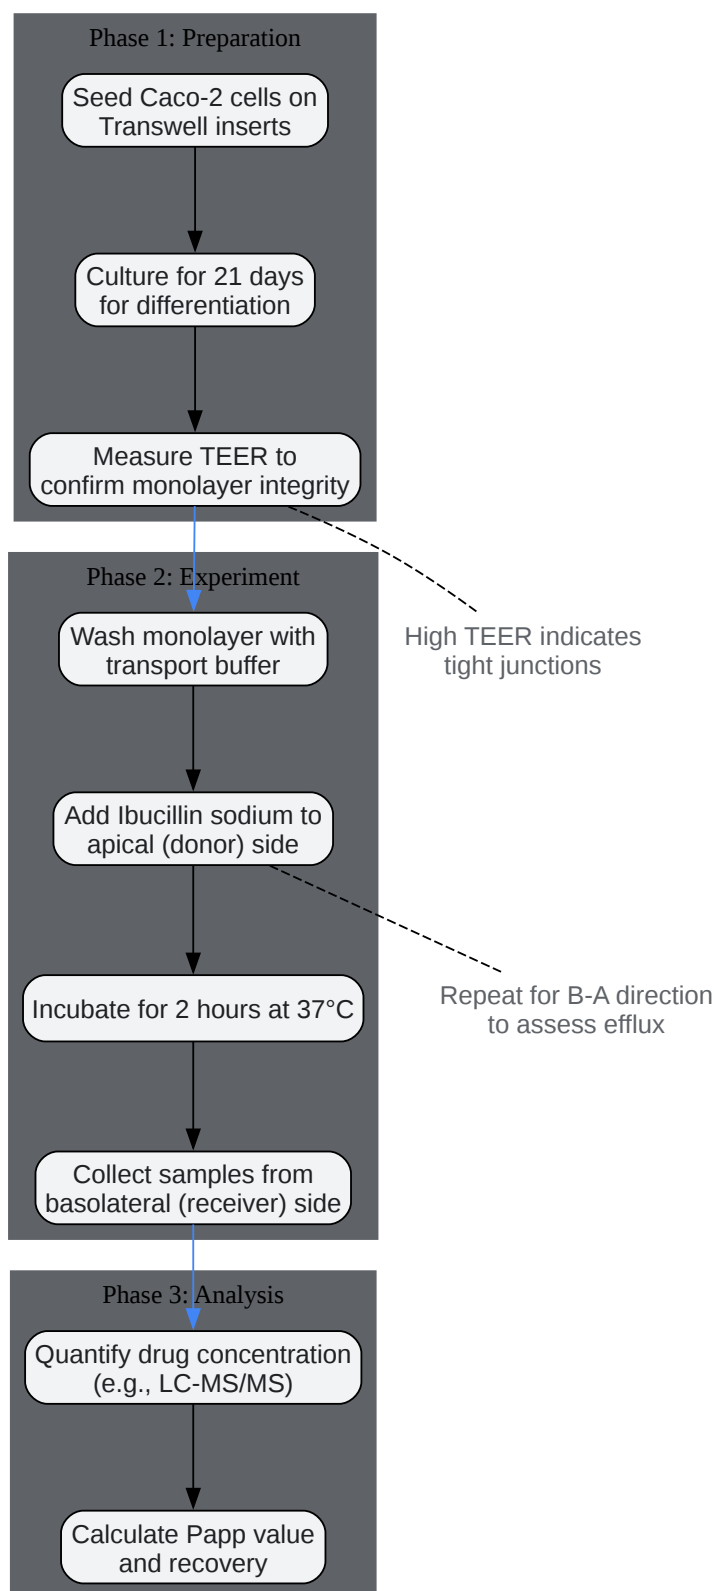 Phase 1: Preparation
Seed Caco-2 cells on
Transwell inserts
Culture for 21 days
for differentiation
Measure TEER to
confirm monolayer integrity
Phase 2: Experiment
Wash monolayer with
transport buffer
High TEER indicates
tight junctions
Add Ibucillin sodium to
apical (donor) side
Incubate for 2 hours at 37°C
Repeat for B-A direction
to assess efflux
Collect samples from
basolateral (receiver) side
Phase 3: Analysis
Quantify drug concentration
(e.g., LC-MS/MS)
Calculate Papp value
and recovery